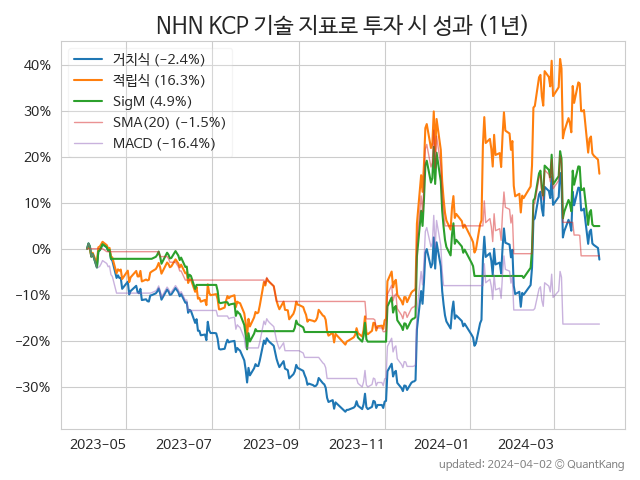 NHN KCP 기술 지표로 투자 시 성과 (1년)
거치식 (−2.4%)
적립식 (16.3%)
SigM (4.9%)
SMA(20) (−1.5%)
MACD (−16.4%)
40%
30%
20%
10%
0%
−10%
−20%
−30%
2023-05 2023-07 2023-09 2023-11 2024-01 2024-03
updated: 2024-04-02 © QuantKang